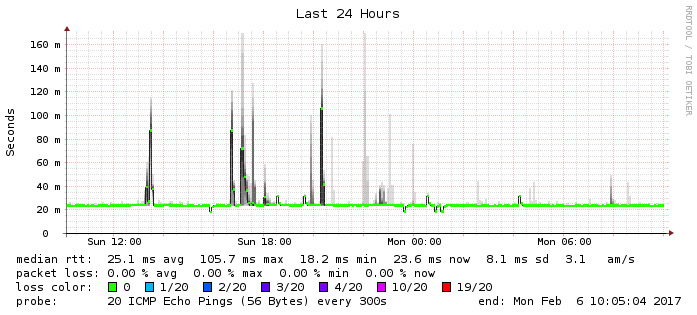 Last 24 Hours
RRDTOOL / TOBI OETIKER
Seconds
160 m
140 m
120 m
100 m
80 m
60 m
40 m
20 m
0
Sun 12:00 Sun 18:00 Mon 00:00 Mon 06:00
median rtt: 25.1 ms avg 105.7 ms max 18.2 ms min 23.6 ms now 8.1 ms sd 3.1 am/s
packet loss: 0.00 % avg 0.00 % max 0.00 % min 0.00 % now
loss color: 0 1/20 2/20 3/20 4/20 10/20 19/20
probe: 20 ICMP Echo Pings (56 Bytes) every 300s end: Mon Feb 6 10:05:04 2017